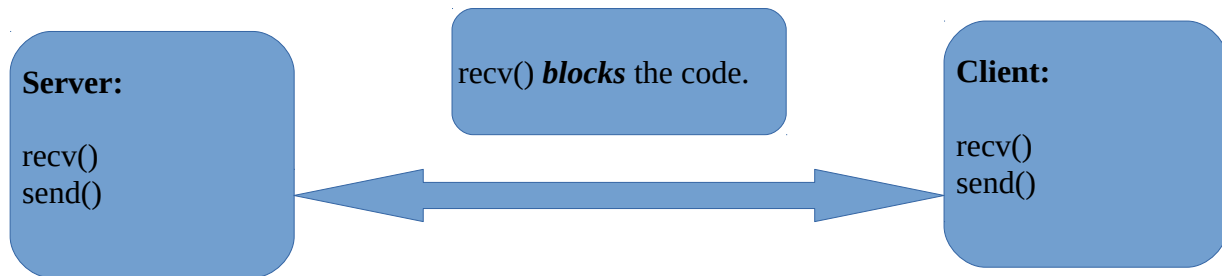 Server:
recv()
send()
recv() blocks the code.
Client:
recv()
send()